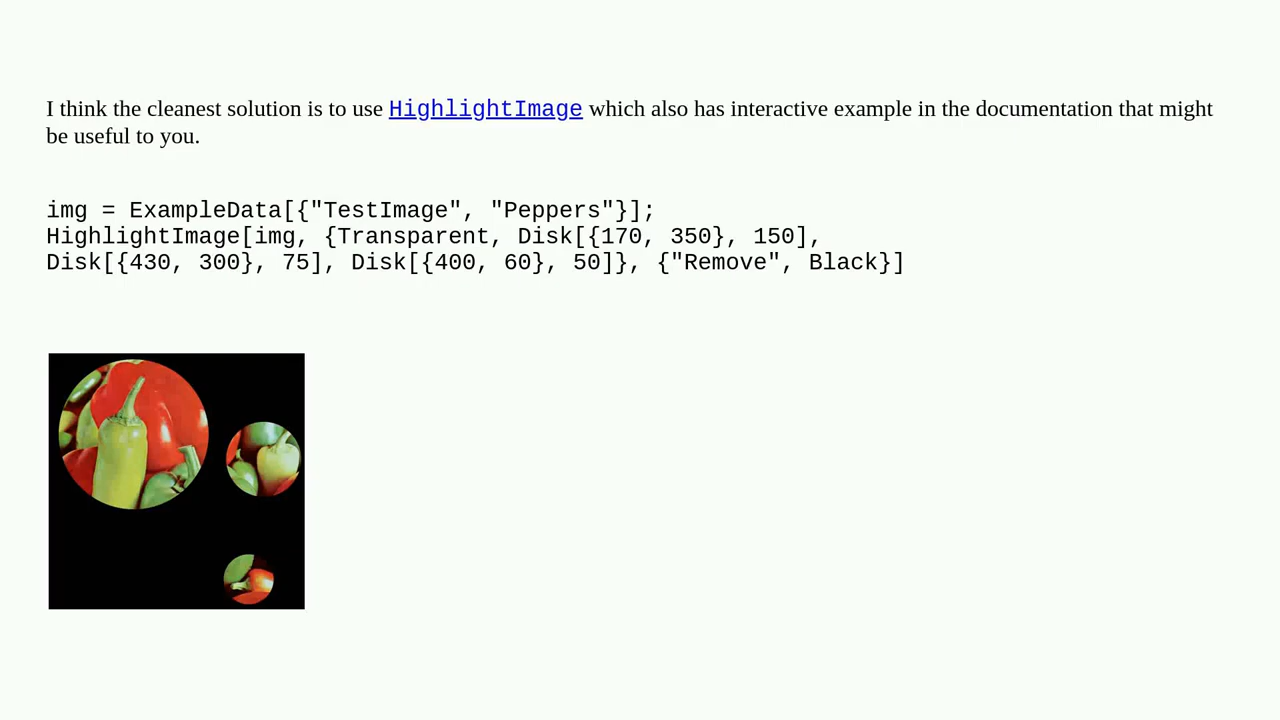 I think the cleanest solution is to use HighlightImage which also has interactive example in the documentation that might
be useful to you.
img = ExampleData[{"TestImage", "Peppers"}];
HighlightImage[img, {Transparent, Disk[{170, 350}, 150],
Disk[{430, 300}, 75], Disk[{400, 60}, 50]}, {"Remove", Black}]